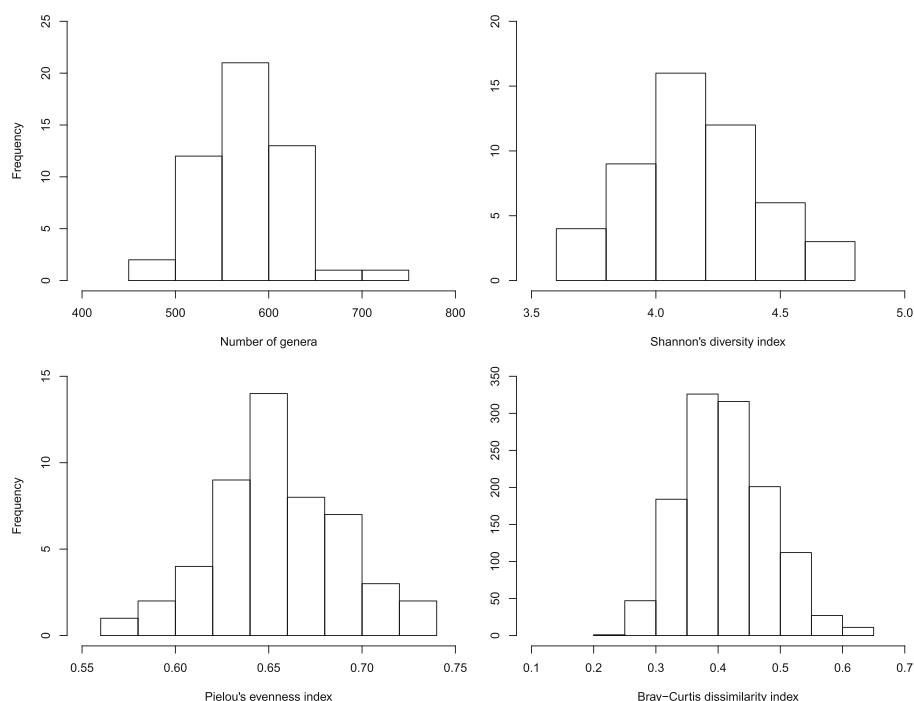 25
20
15
10
5
0
Frequency
400 500 600 700 800
Number of genera
20
15
10
5
0
3.5 4.0 4.5 5.0
Shannon's diversity index
15
10
5
0
Frequency
0.55 0.60 0.65 0.70 0.75
Pielou's evenness index
350
300
250
200
150
100
50
0
0.1 0.2 0.3 0.4 0.5 0.6 0.7
Bray−Curtis dissimilarity index